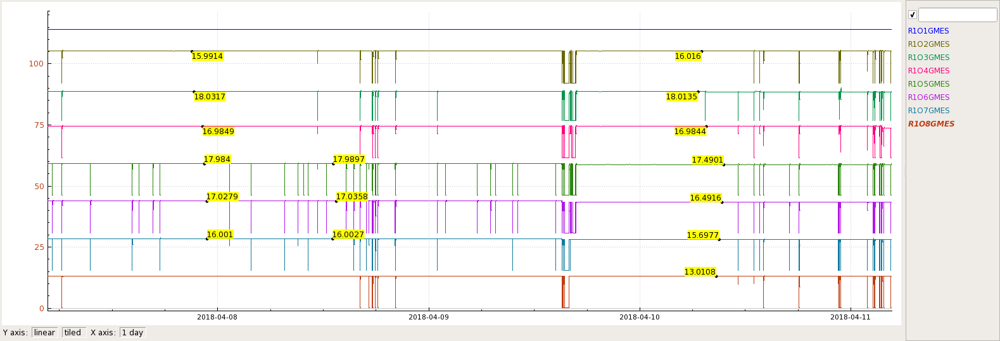 ✓
R1O1GMES
R1O2GMES
R1O3GMES
R1O4GMES
R1O5GMES
R1O6GMES
R1O7GMES
R1O8GMES
100
75
50
25
0
15.9914
16.016
18.0317
18.0135
16.9849
16.9844
17.984
17.9897
17.4901
17.0279
17.0358
16.4916
16.001
16.0027
15.6977
13.0108
2018-04-08
2018-04-09
2018-04-10
2018-04-11
Y axis: linear tiled X axis: 1 day